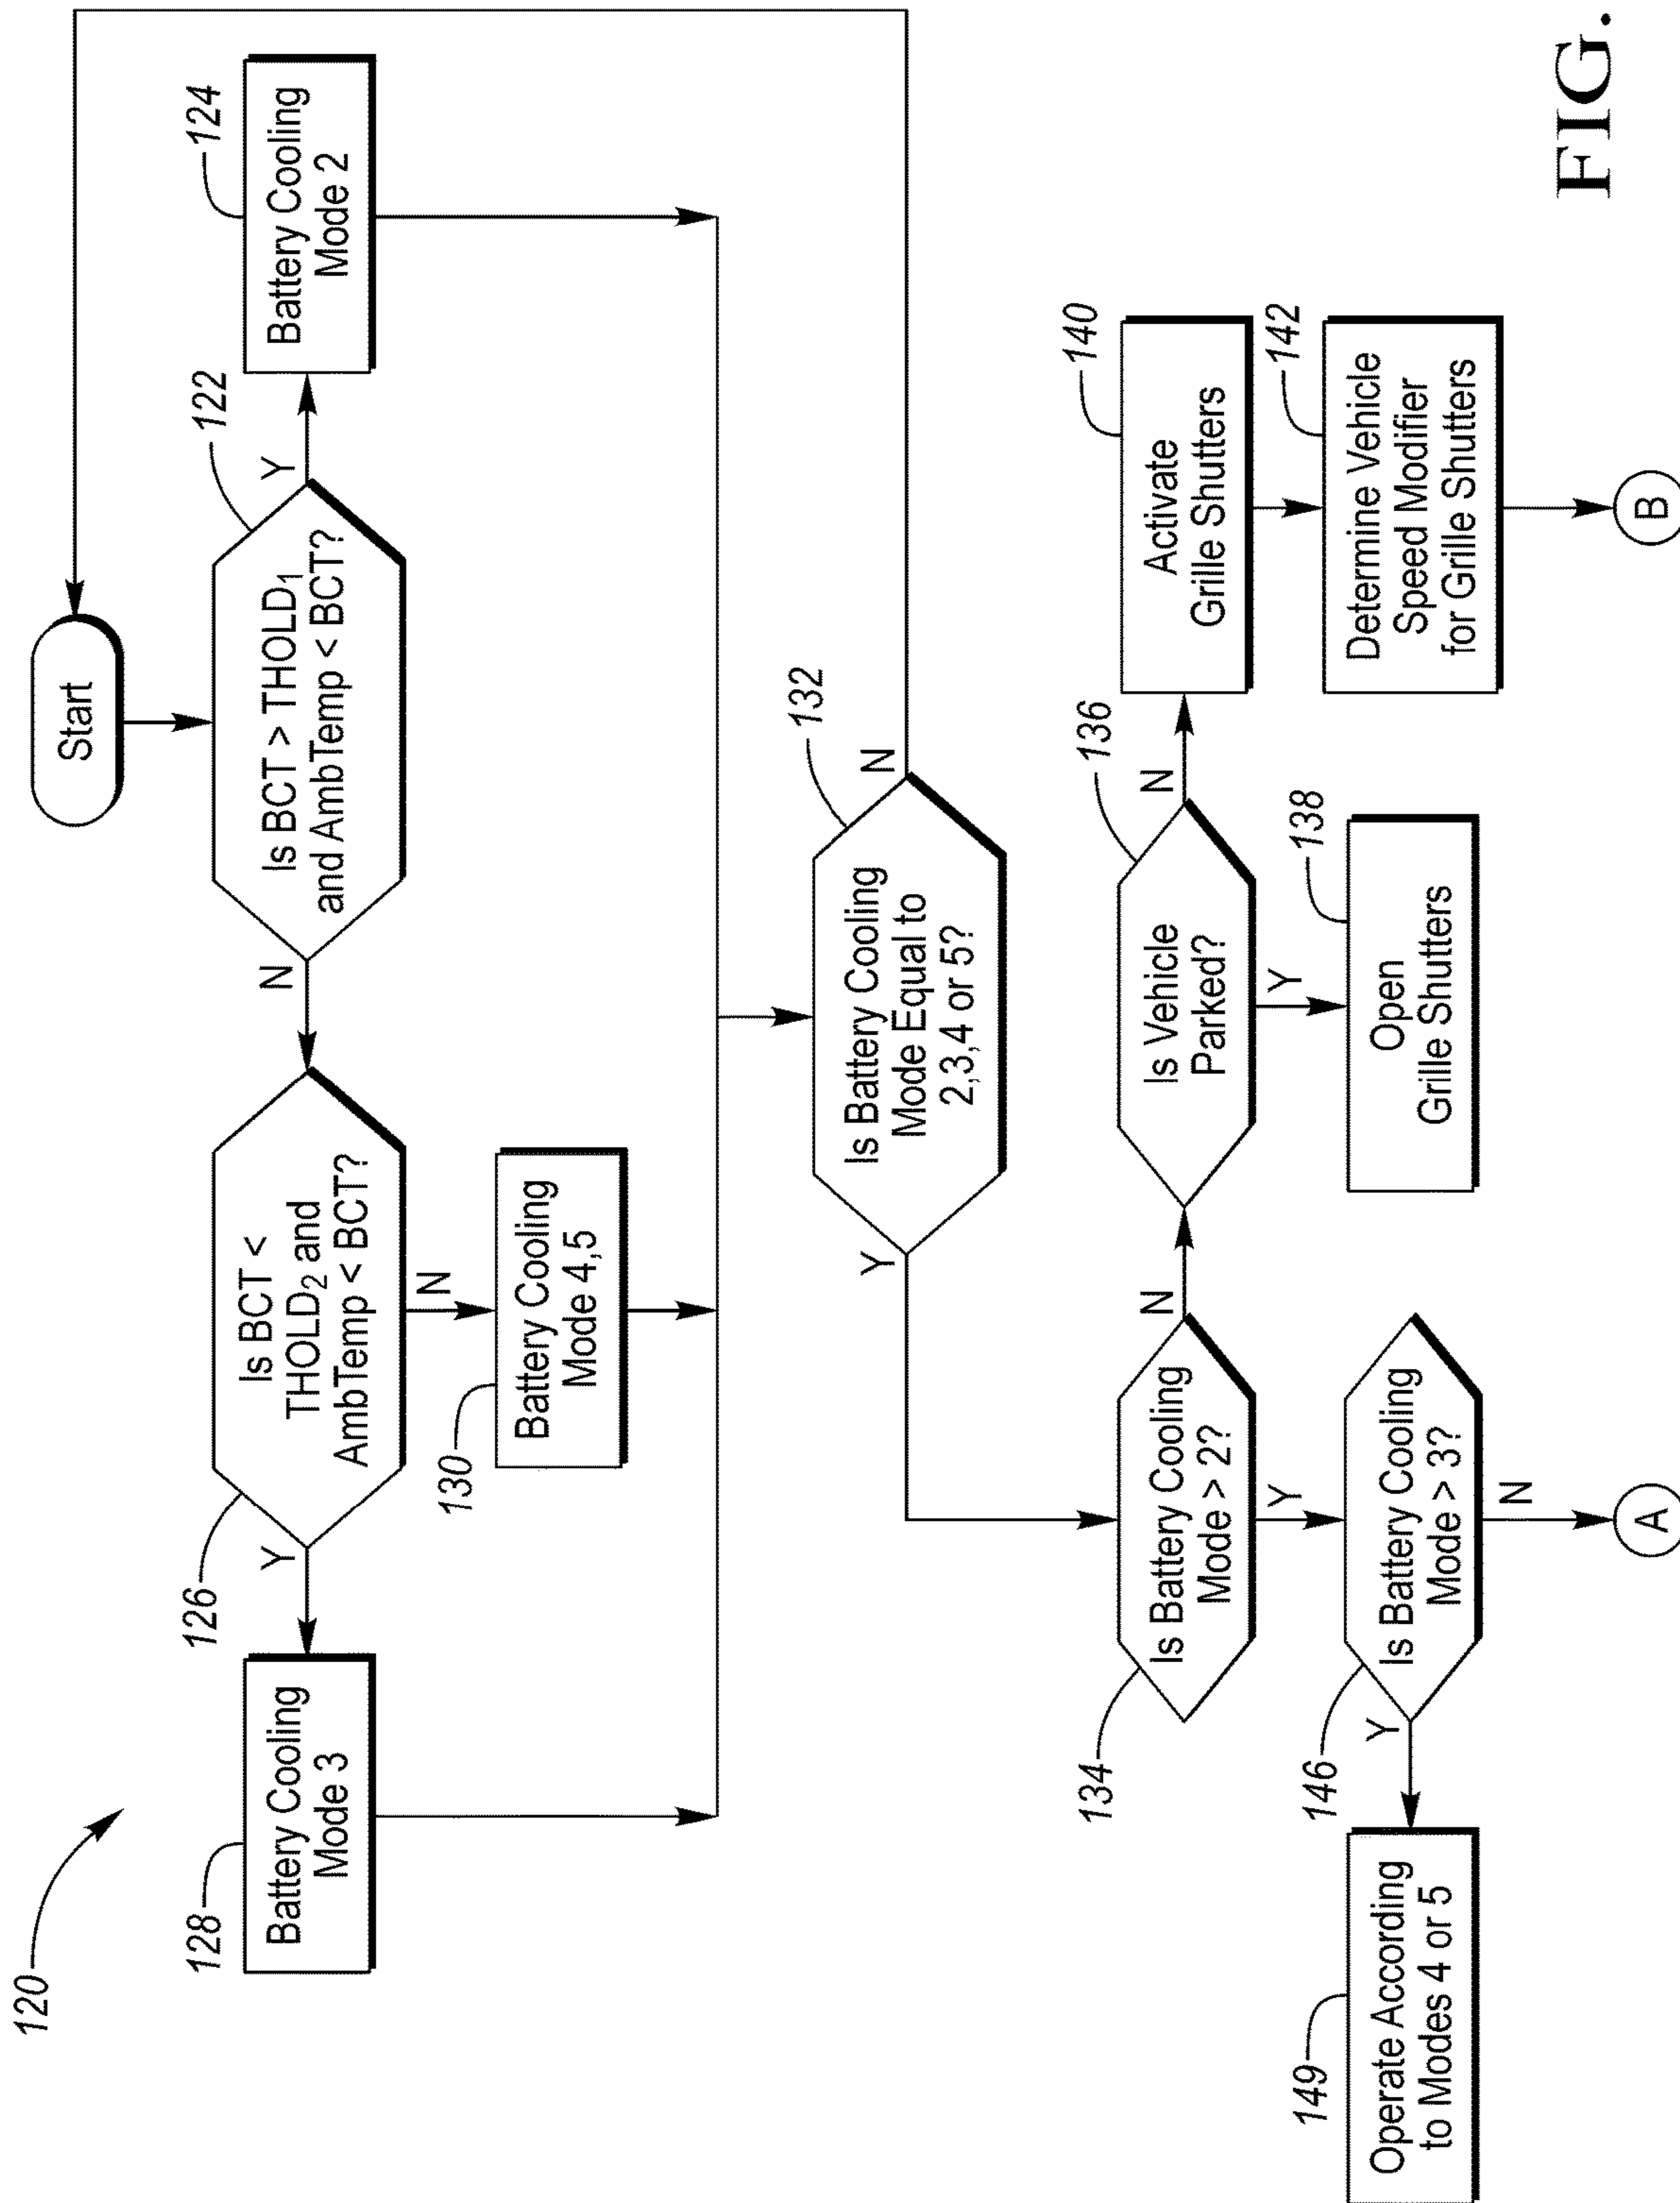 120
Start
122
Is BCT > THOLD₁
and AmbTemp < BCT?
Y
N
124
Battery Cooling
Mode 2
126
Is BCT <
THOLD₂ and
AmbTemp < BCT?
Y
N
128
Battery Cooling
Mode 3
130
Battery Cooling
Mode 4,5
132
Is Battery Cooling
Mode Equal to
2,3,4 or 5?
N
Y
134
Is Battery Cooling
Mode > 2?
N
Y
136
Is Vehicle
Parked?
N
Y
138
Open
Grille Shutters
140
Activate
Grille Shutters
142
Determine Vehicle
Speed Modifier
for Grille Shutters
B
146
Is Battery Cooling
Mode > 3?
Y
N
149
Operate According
to Modes 4 or 5
A
FIG.